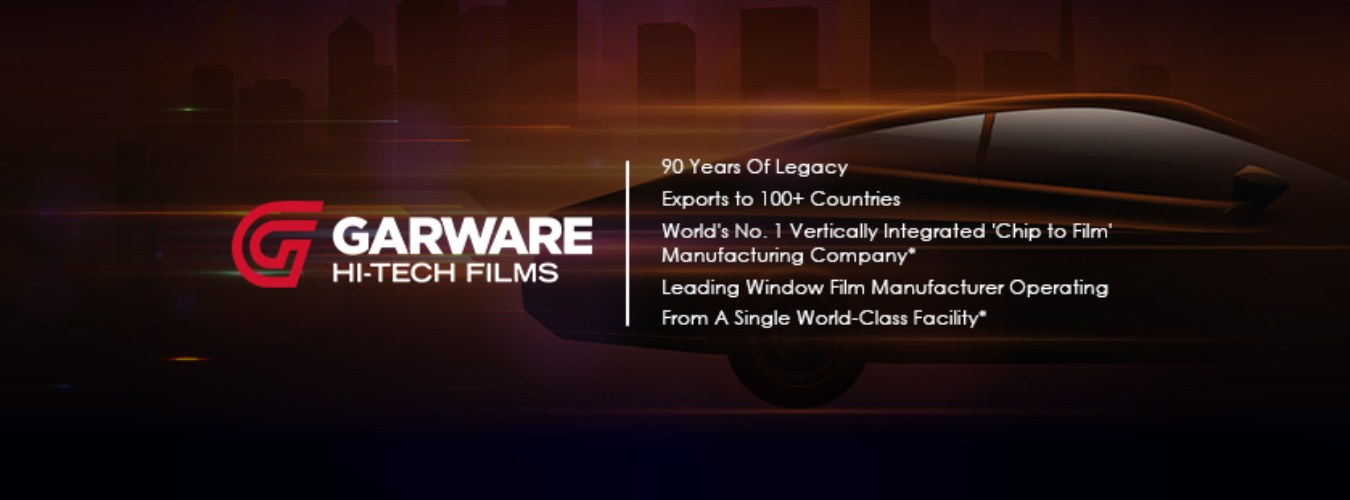 GARWARE
HI-TECH FILMS
90 Years Of Legacy
Exports to 100+ Countries
World's No. 1 Vertically Integrated 'Chip to Film'
Manufacturing Company*
Leading Window Film Manufacturer Operating
From A Single World-Class Facility*